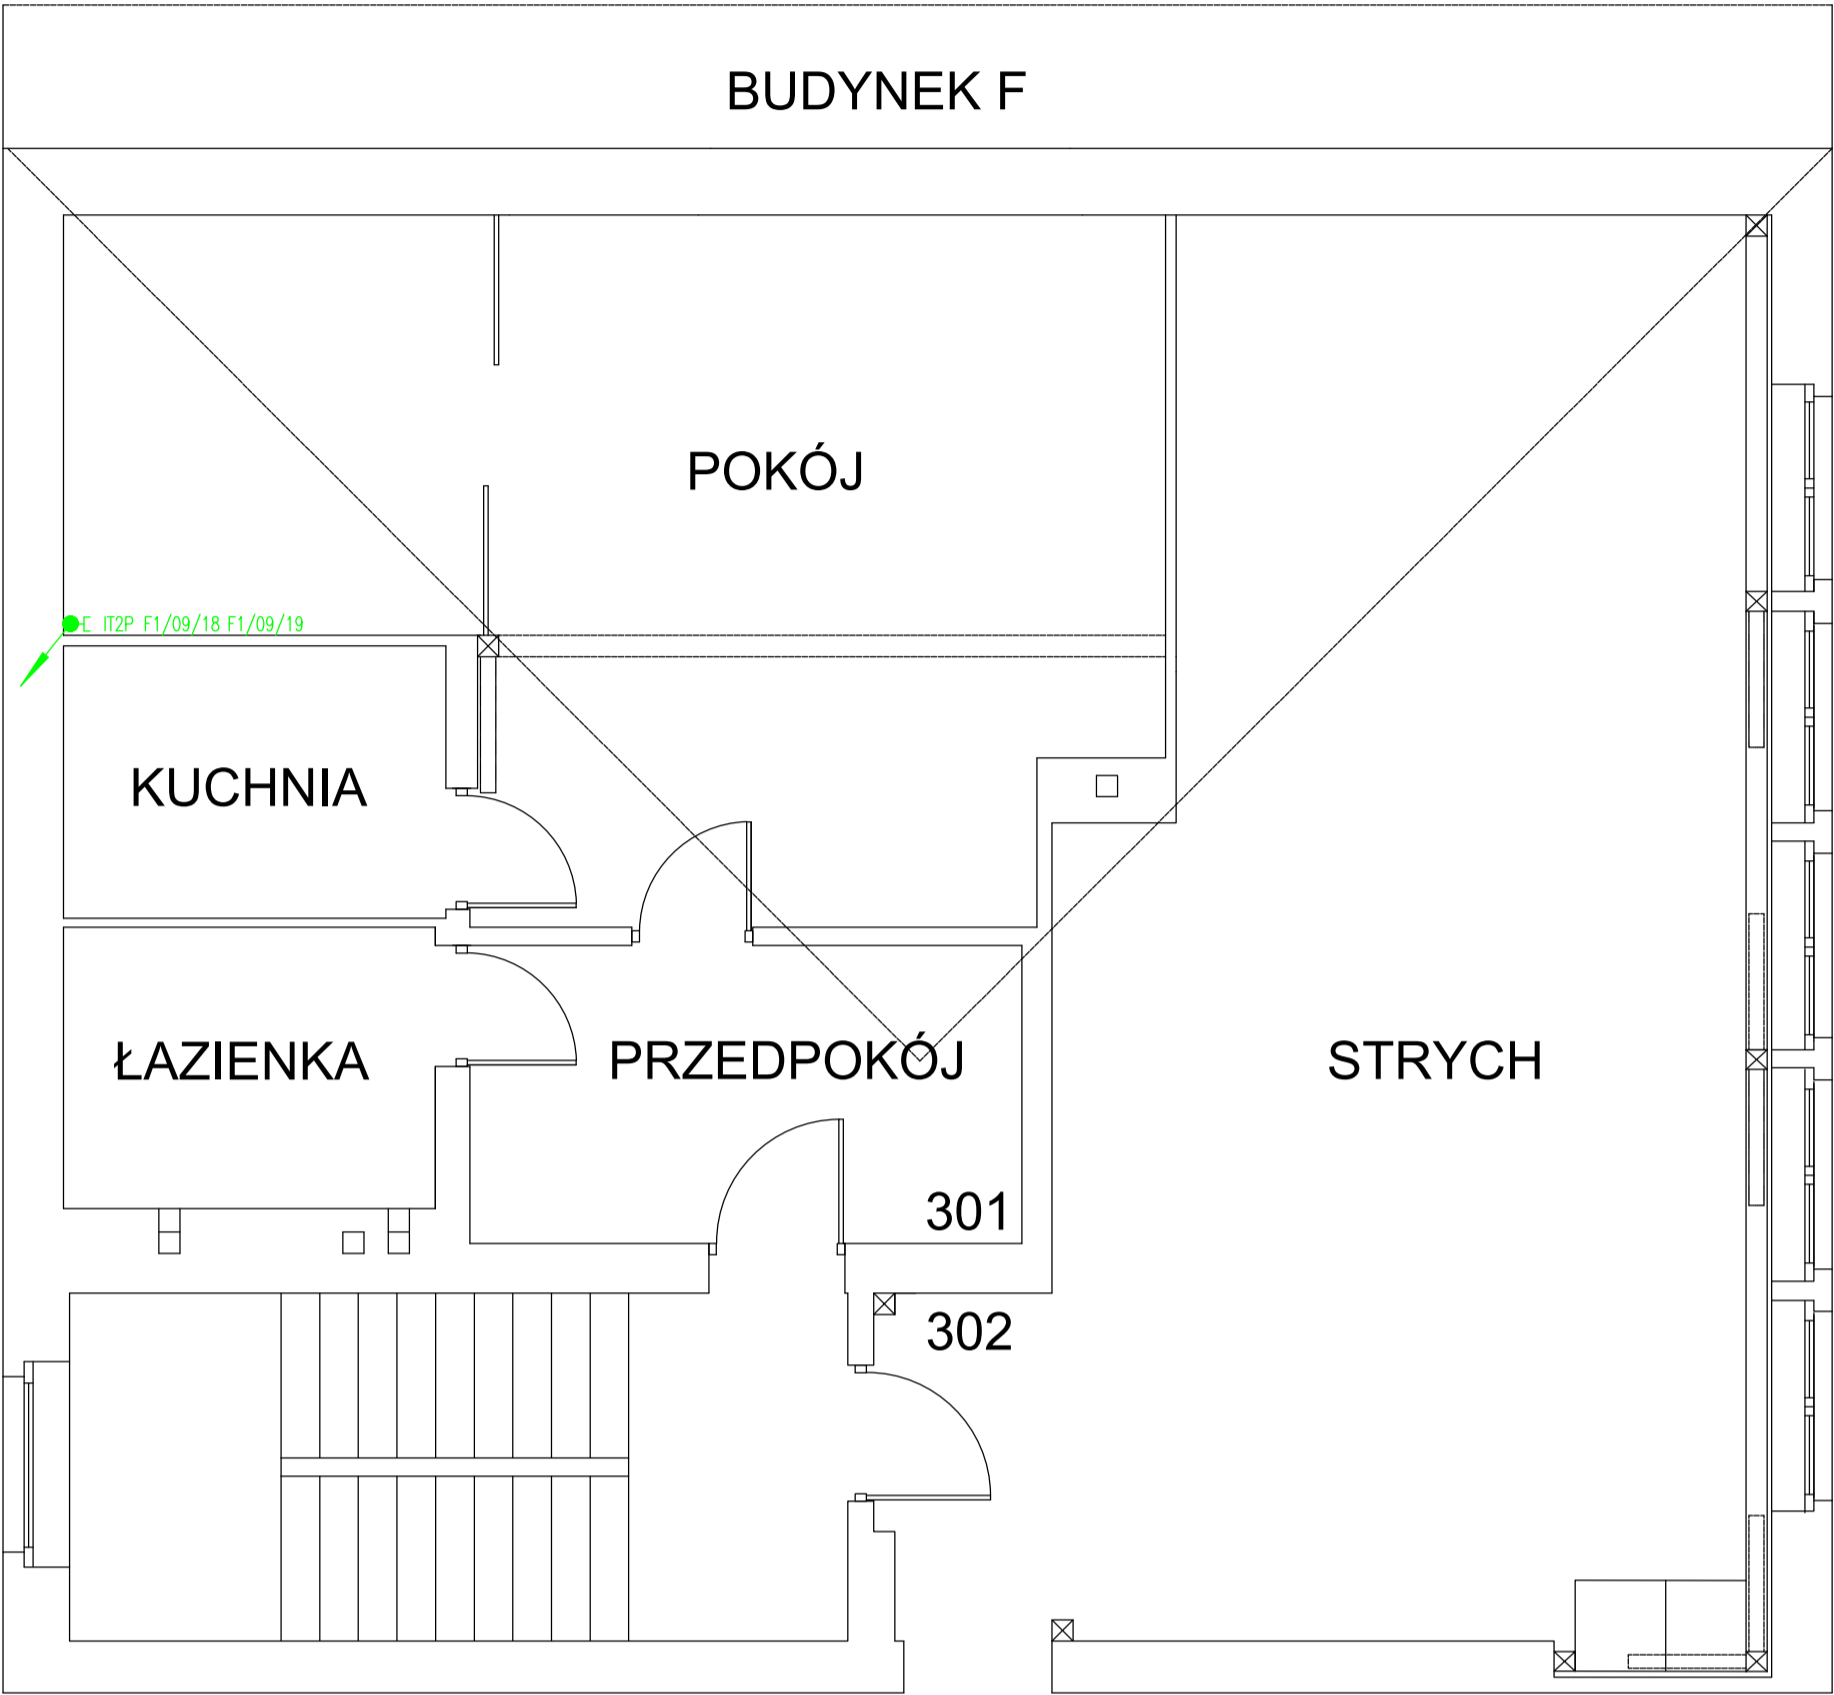 BUDYNEK F
POKÓJ
E IT2P F1/09/18 F1/09/19
KUCHNIA
ŁAZIENKA
PRZEDPOKÓJ
STRYCH
301
302